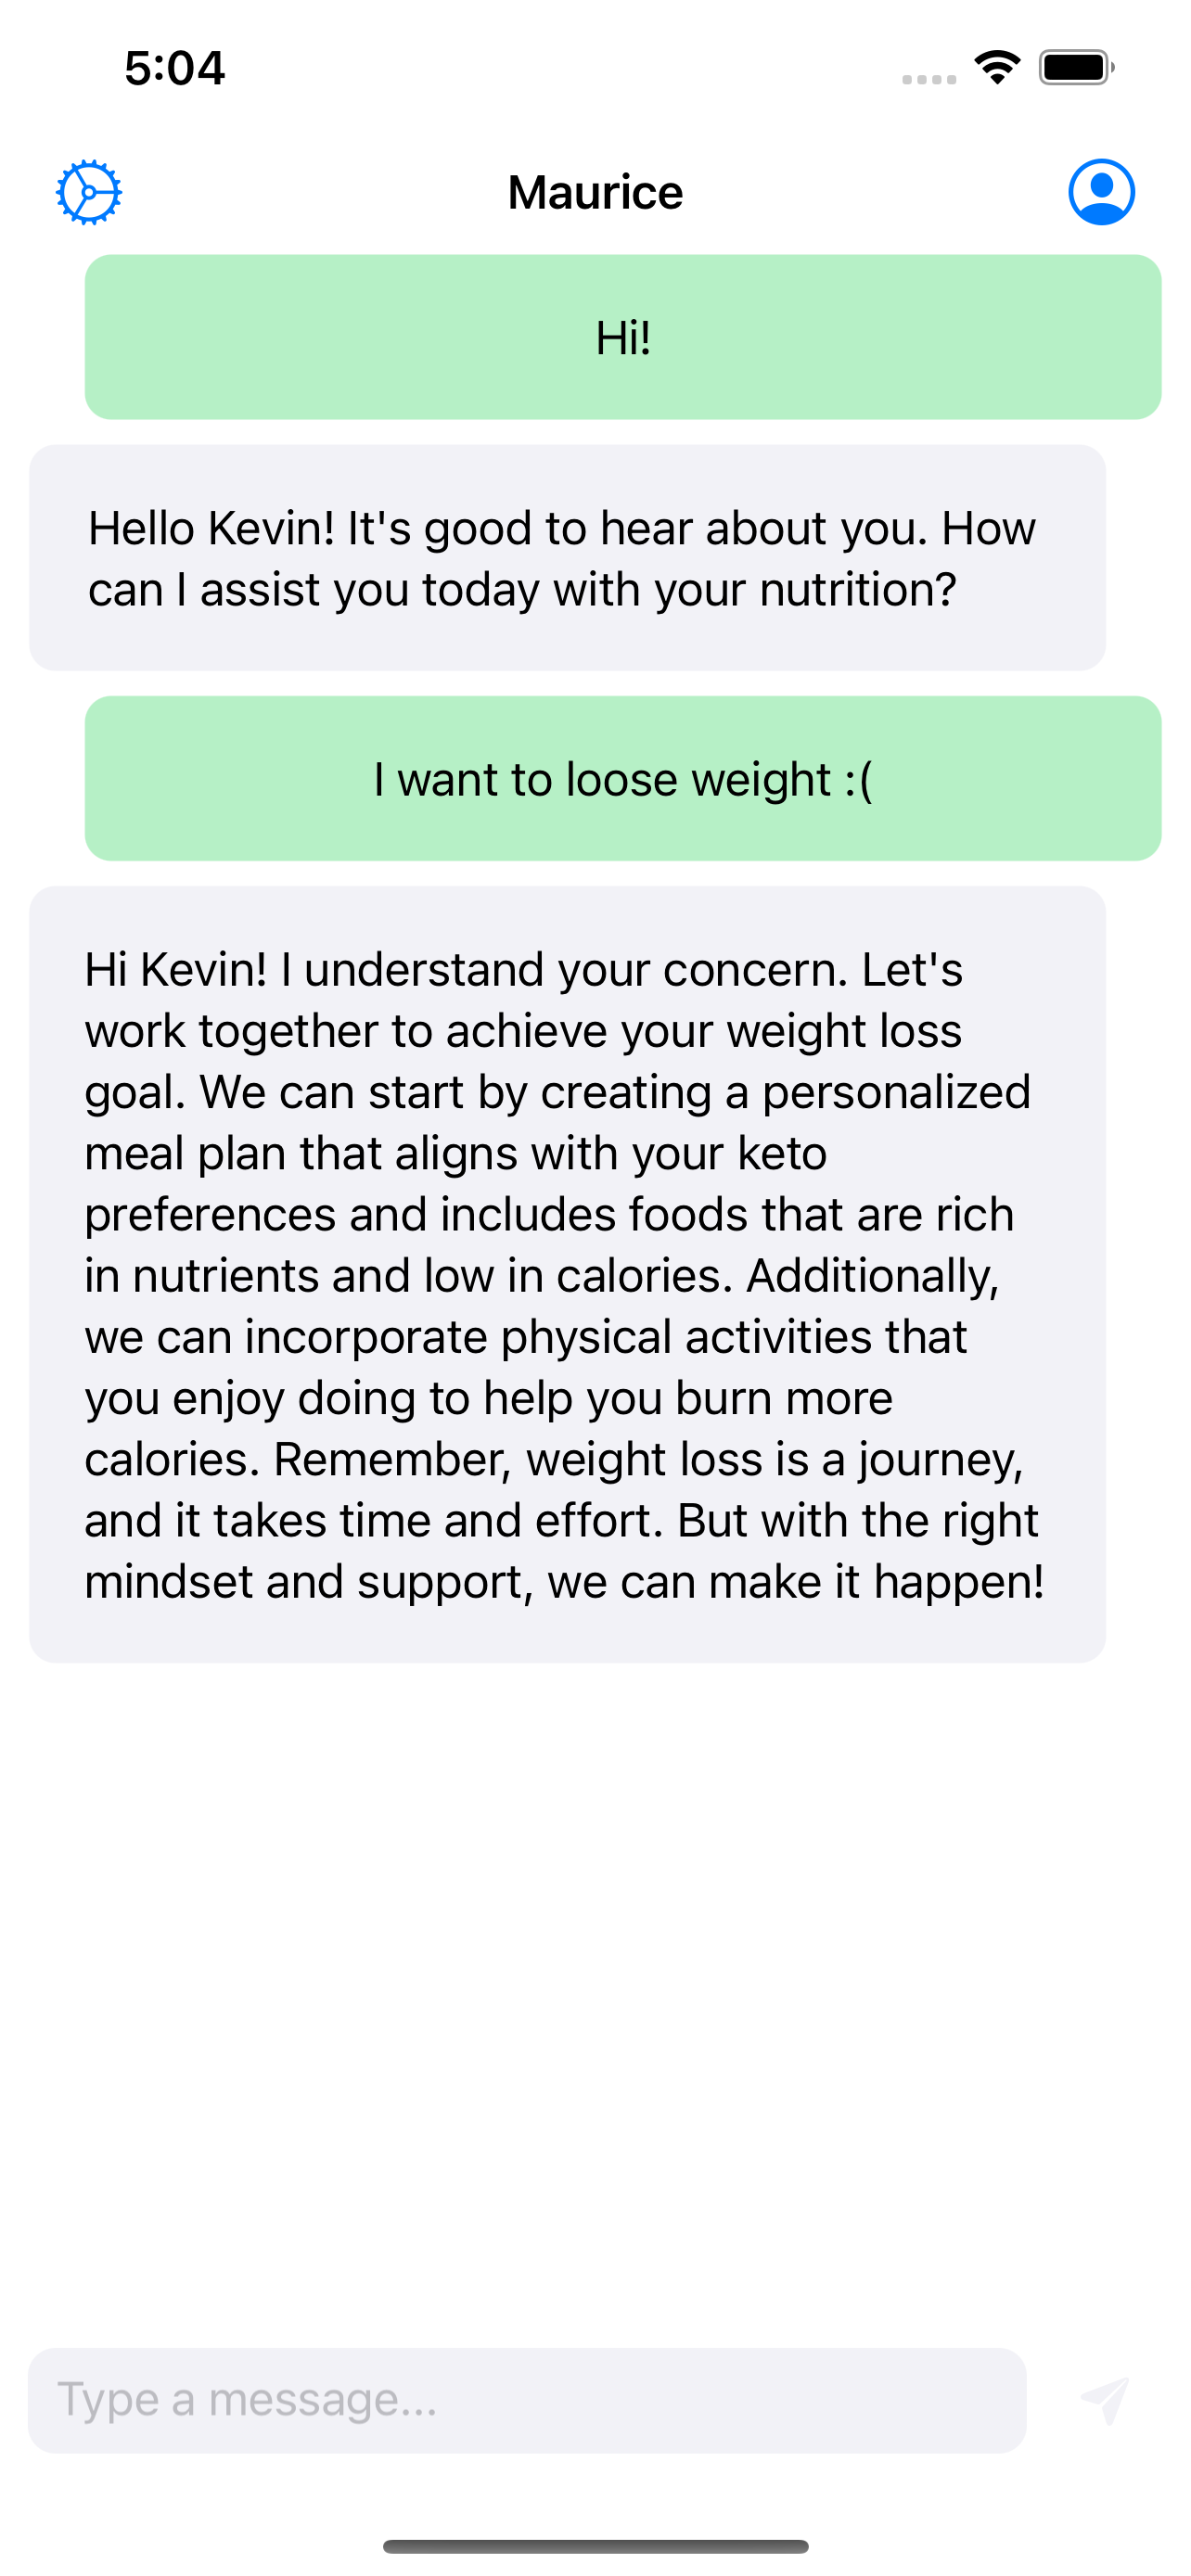 5:04
Maurice
Hi!
Hello Kevin! It's good to hear about you. How
can I assist you today with your nutrition?
I want to loose weight :(
Hi Kevin! I understand your concern. Let's
work together to achieve your weight loss
goal. We can start by creating a personalized
meal plan that aligns with your keto
preferences and includes foods that are rich
in nutrients and low in calories. Additionally,
we can incorporate physical activities that
you enjoy doing to help you burn more
calories. Remember, weight loss is a journey,
and it takes time and effort. But with the right
mindset and support, we can make it happen!
Type a message...